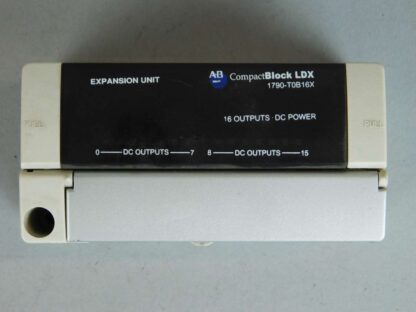 EXPANSION UNIT
AB CompactBlock LDX
1790-T0B16X
16 OUTPUTS · DC POWER
0 DC OUTPUTS 7 8 DC OUTPUTS 15